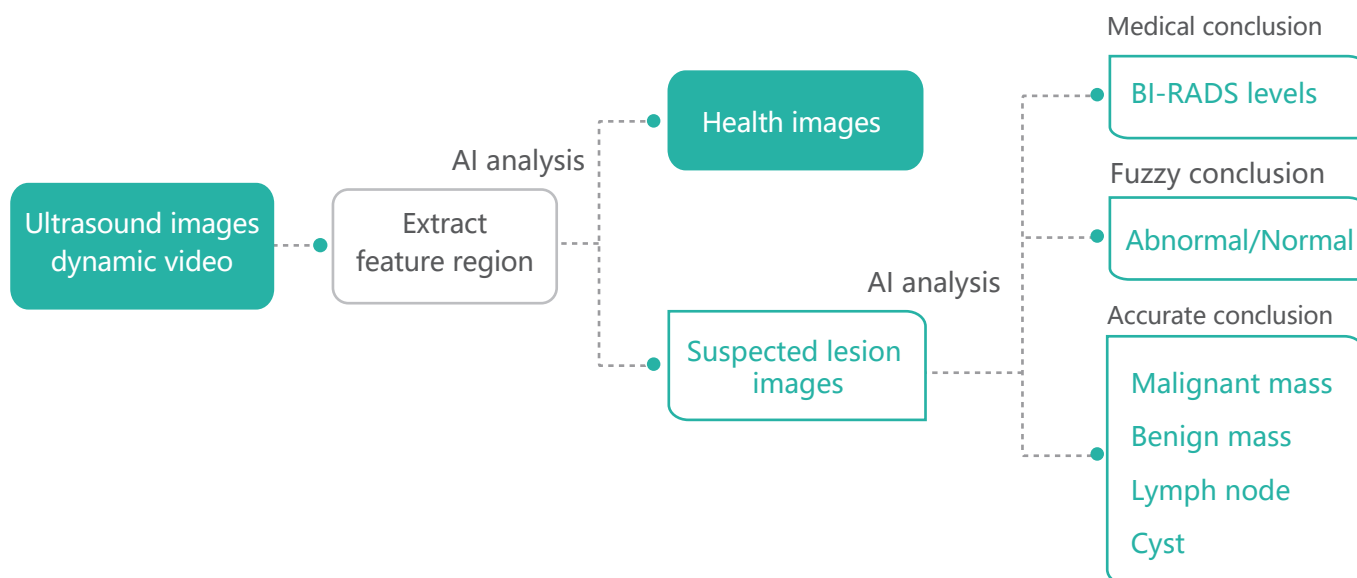 Ultrasound images
dynamic video
Extract
feature region
AI analysis
Health images
Suspected lesion
images
AI analysis
Medical conclusion
BI-RADS levels
Fuzzy conclusion
Abnormal/Normal
Accurate conclusion
Malignant mass
Benign mass
Lymph node
Cyst